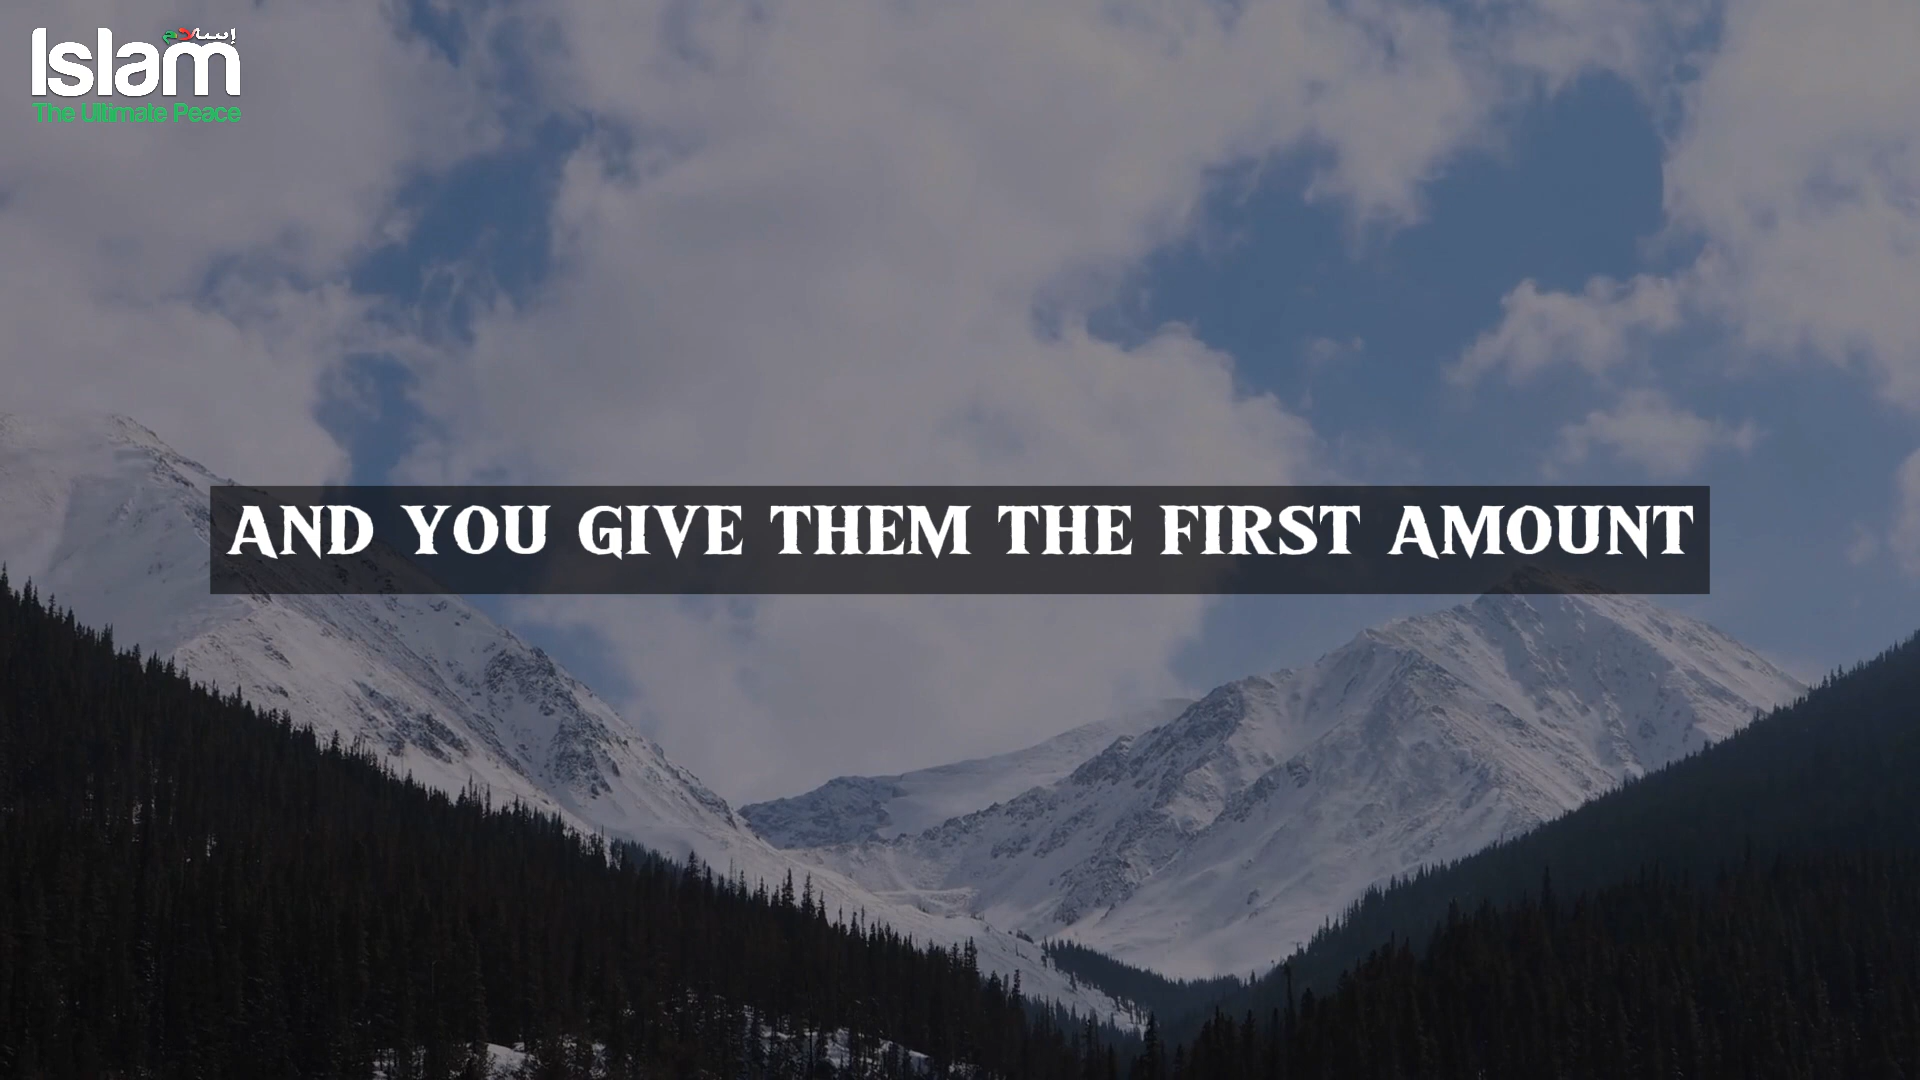 إسلام
Islam
The Ultimate Peace
AND YOU GIVE THEM THE FIRST AMOUNT